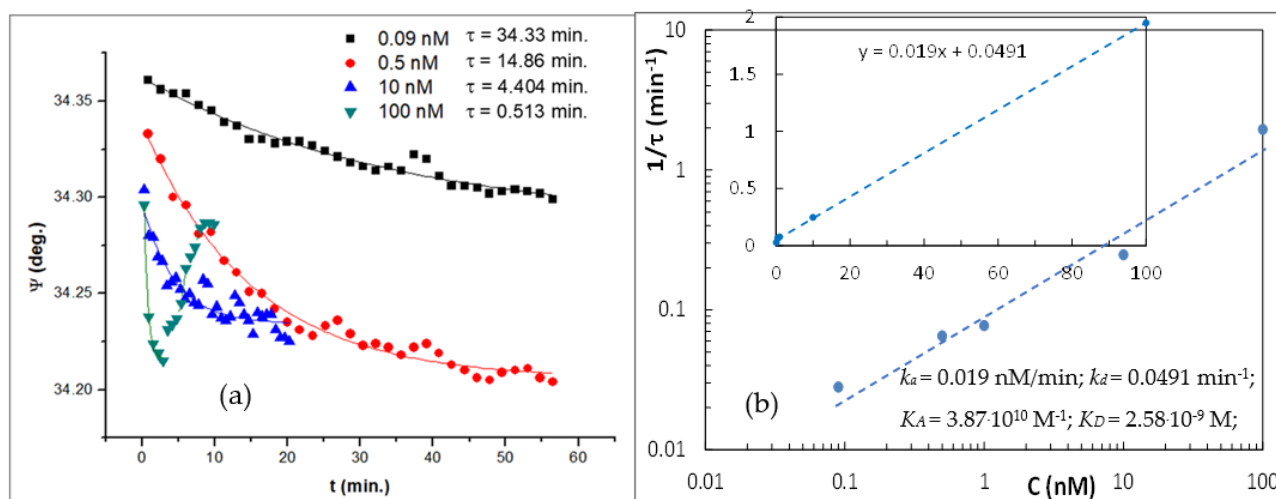 0.09 nM τ = 34.33 min.
0.5 nM τ = 14.86 min.
10 nM τ = 4.404 min.
100 nM τ = 0.513 min.
34.35
34.30
34.25
34.20
Ψ (deg.)
(a)
0 10 20 30 40 50 60
t (min.)
10
1
0.1
0.01
1/τ (min⁻¹)
2
1.5
1
0.5
0
y = 0.019x + 0.0491
0 20 40 60 80 100
(b)
kₐ = 0.019 nM/min; k_d = 0.0491 min⁻¹;
K_A = 3.87·10¹⁰ M⁻¹; K_D = 2.58·10⁻⁹ M;
0.01 0.1 1 10 100
C (nM)